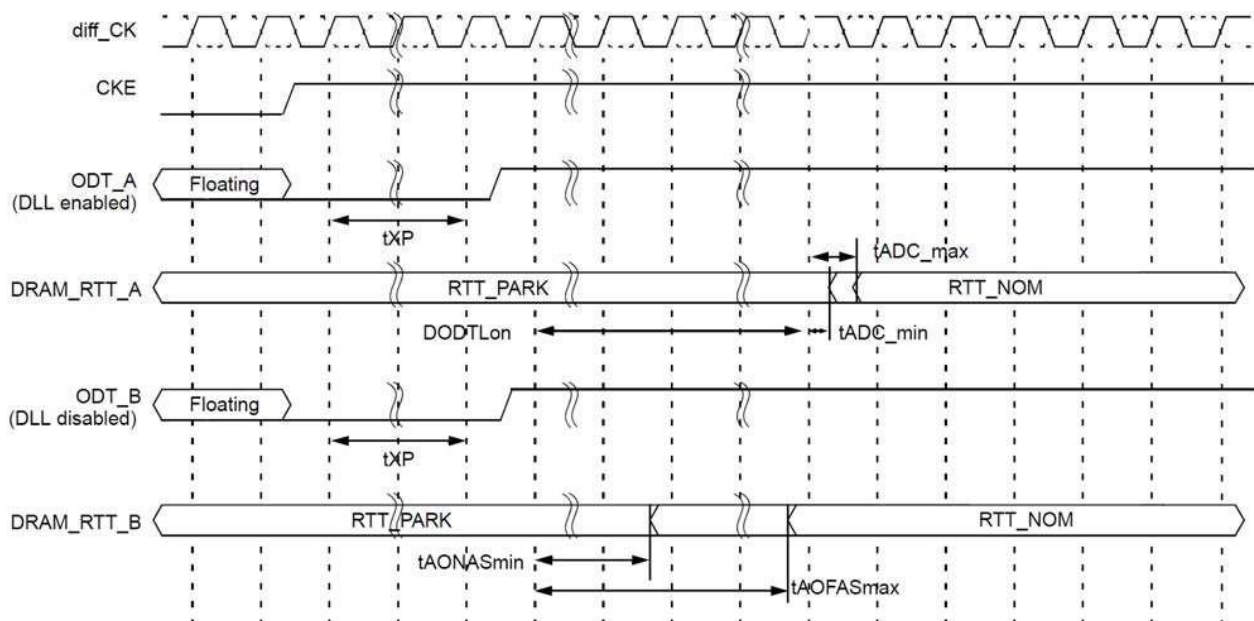 diff_CK
CKE
ODT_A
(DLL enabled)
Floating
tXP
tADC_max
DRAM_RTT_A
RTT_PARK
RTT_NOM
DODTLon
tADC_min
ODT_B
(DLL disabled)
Floating
tXP
DRAM_RTT_B
RTT_PARK
RTT_NOM
tAONASmin
tAOFASmax